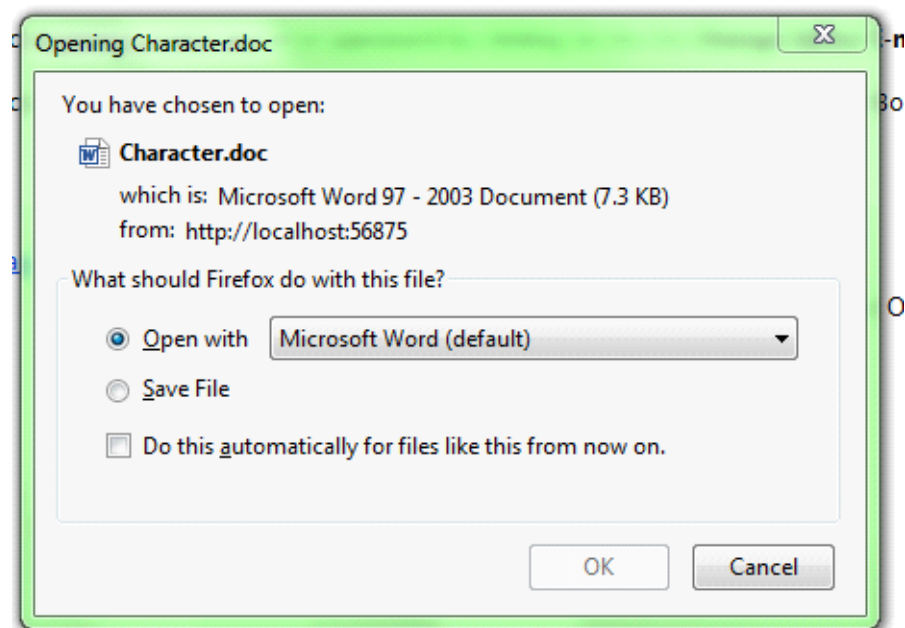 Opening Character.doc
You have chosen to open:
Character.doc
which is: Microsoft Word 97 - 2003 Document (7.3 KB)
from: http://localhost:56875
What should Firefox do with this file?
Open with Microsoft Word (default)
Save File
Do this automatically for files like this from now on.
OK Cancel